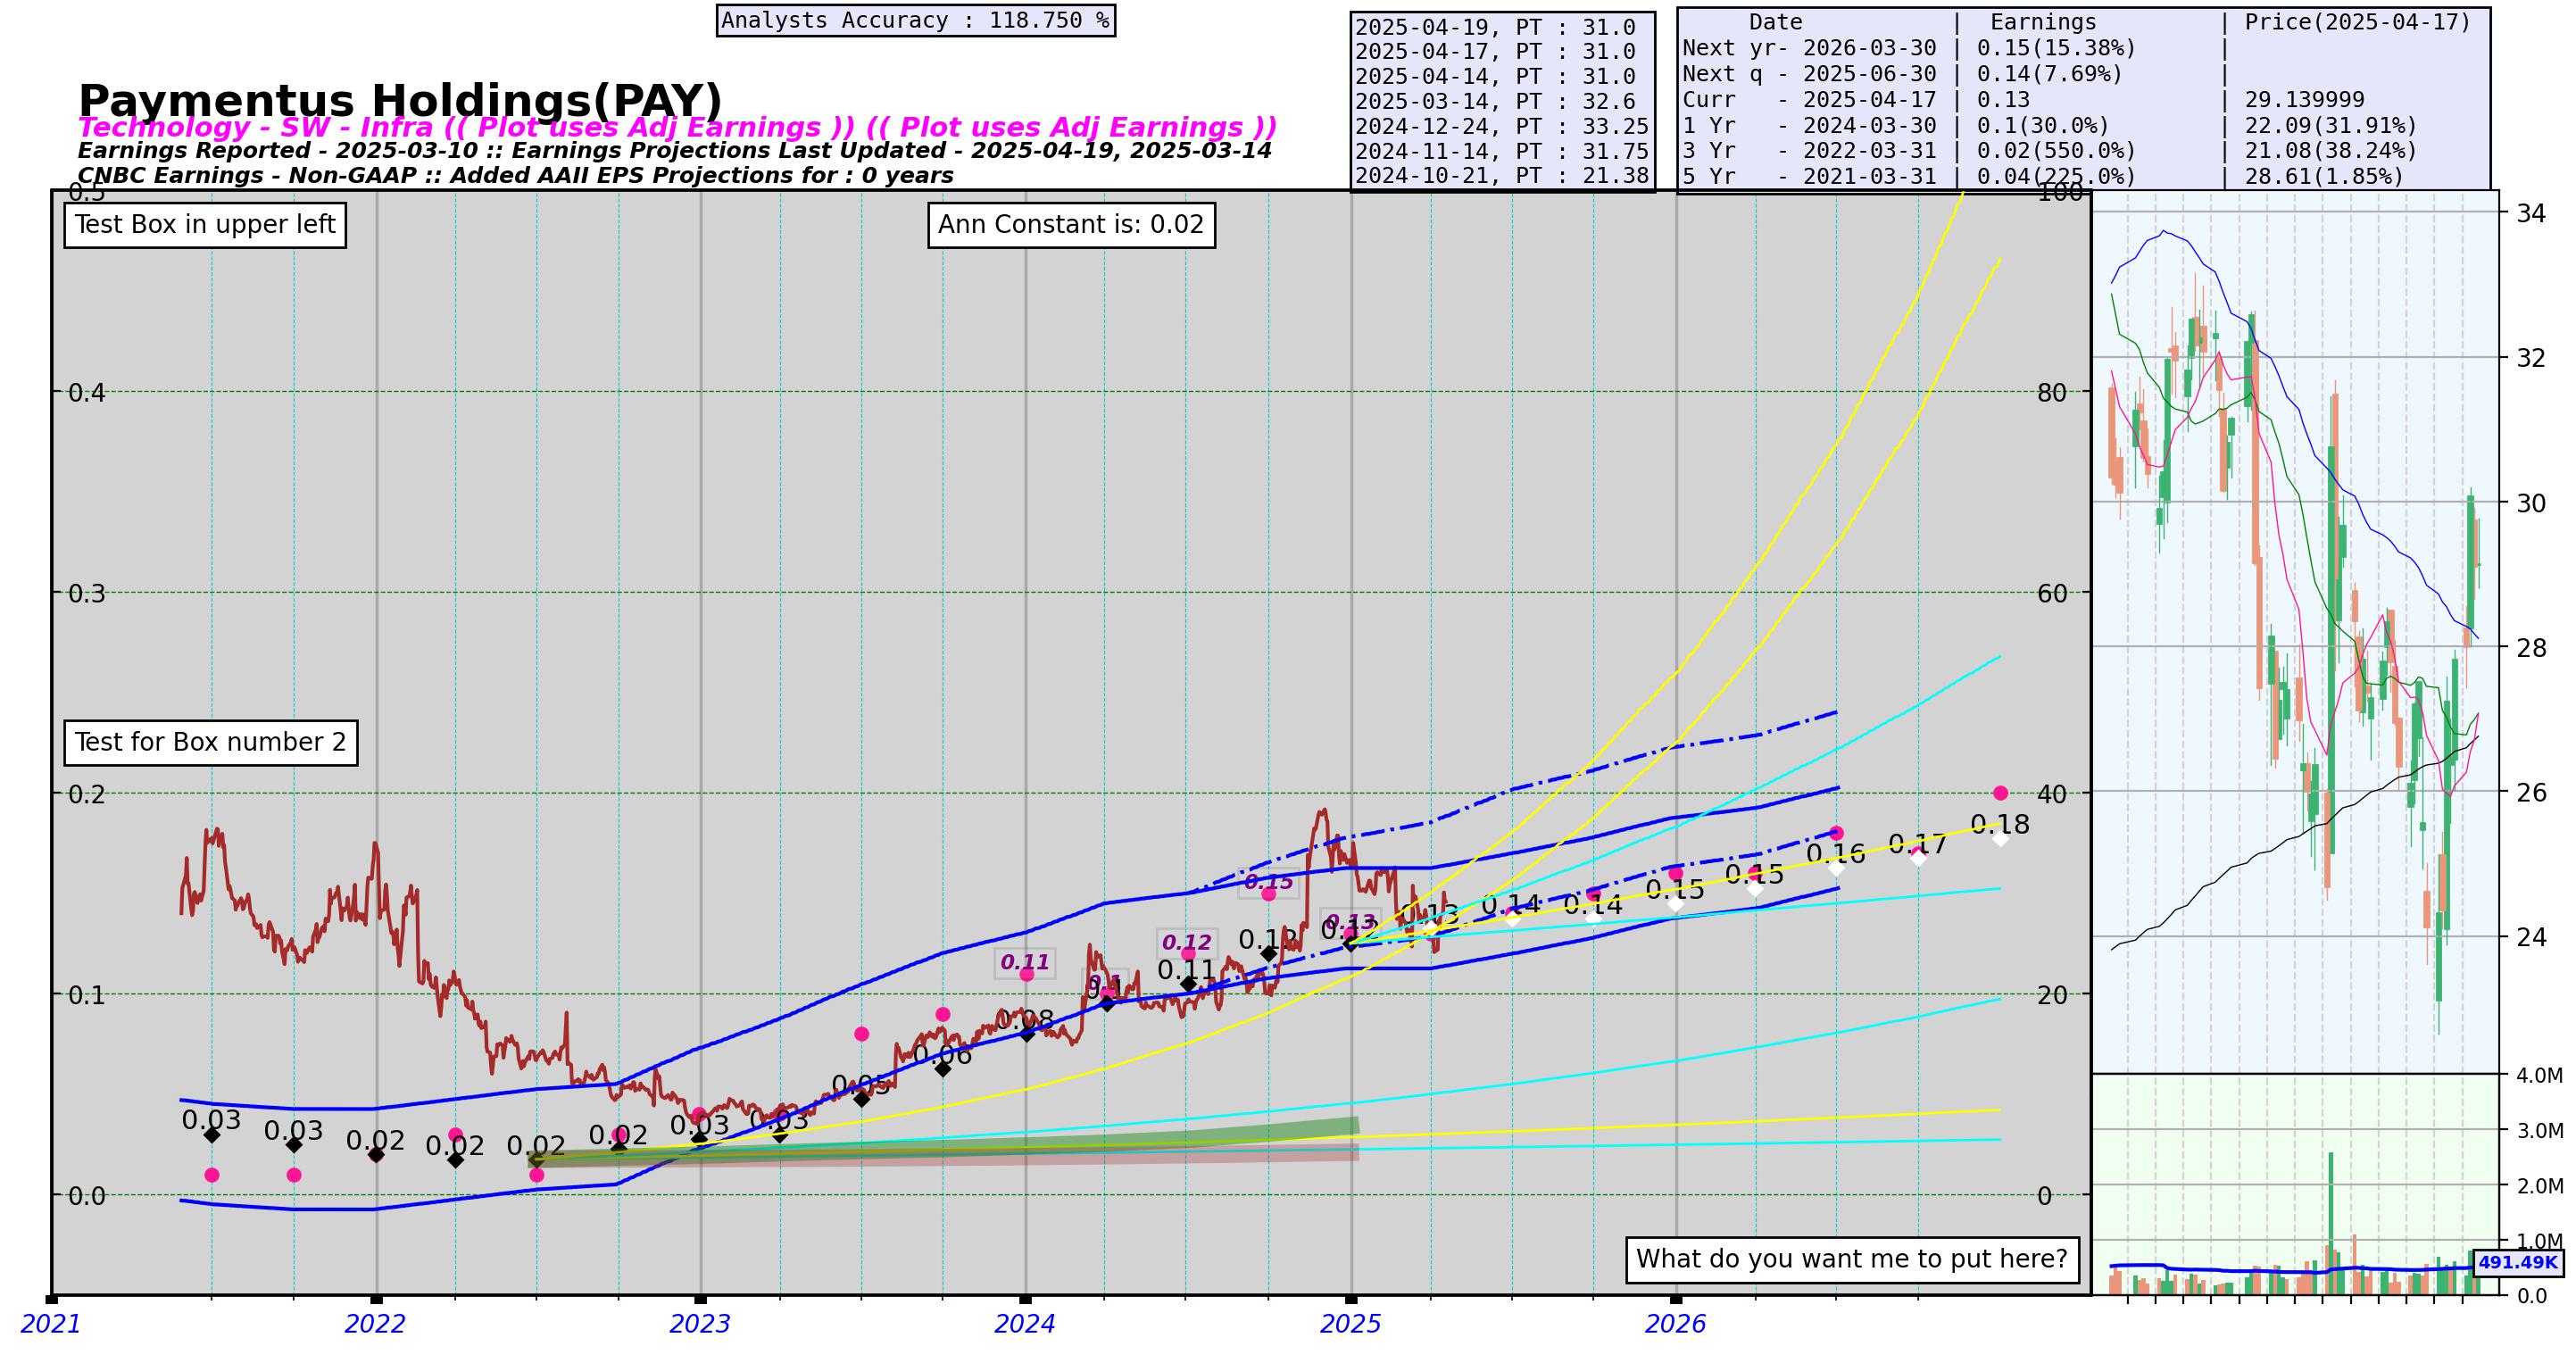 Analysts Accuracy : 118.750 %
2025-04-19, PT : 31.0
2025-04-17, PT : 31.0
2025-04-14, PT : 31.0
2025-03-14, PT : 32.6
2024-12-24, PT : 33.25
2024-11-14, PT : 31.75
2024-10-21, PT : 21.38
Date | Earnings | Price(2025-04-17)
Next yr- 2026-03-30 | 0.15(15.38%) |
Next q - 2025-06-30 | 0.14(7.69%) |
Curr - 2025-04-17 | 0.13 | 29.139999
1 Yr - 2024-03-30 | 0.1(30.0%) | 22.09(31.91%)
3 Yr - 2022-03-31 | 0.02(550.0%) | 21.08(38.24%)
5 Yr - 2021-03-31 | 0.04(225.0%) | 28.61(1.85%)
Paymentus Holdings(PAY)
Technology - SW - Infra (( Plot uses Adj Earnings )) (( Plot uses Adj Earnings ))
Earnings Reported - 2025-03-10 :: Earnings Projections Last Updated - 2025-04-19, 2025-03-14
CNBC Earnings - Non-GAAP :: Added AAII EPS Projections for : 0 years
Test Box in upper left
Ann Constant is: 0.02
Test for Box number 2
What do you want me to put here?
0.5
0.4
0.3
0.2
0.1
0.0
100
80
60
40
20
0
0.03
0.03
0.02
0.02
0.02
0.02
0.03
0.03
0.05
0.06
0.08
0.11
0.1
0.1
0.11
0.12
0.12
0.15
0.13
0.13
0.14
0.14
0.15
0.15
0.16
0.17
0.18
2021
2022
2023
2024
2025
2026
34
32
30
28
26
24
4.0M
3.0M
2.0M
1.0M
491.49K
0.0